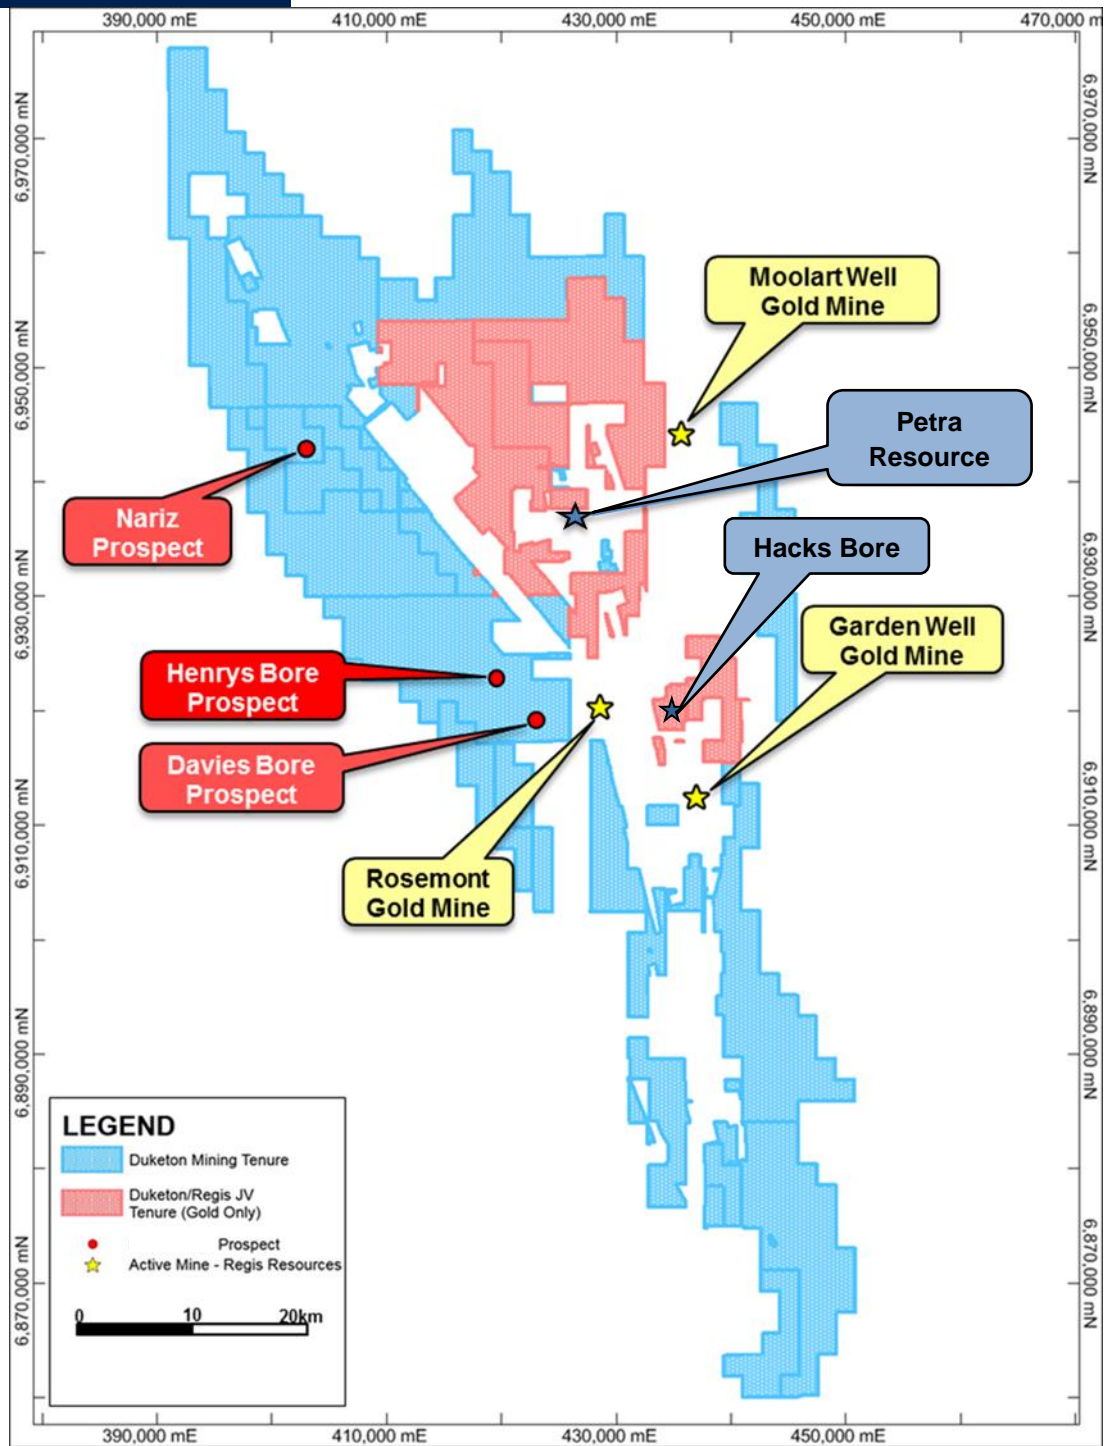 390,000 mE
410,000 mE
430,000 mE
450,000 mE
470,000 m
6,970,000 mN
6,970,000 mN
Moolart Well
Gold Mine
6,950,000 mN
6,950,000 mN
Petra
Resource
Nariz
Prospect
Hacks Bore
6,930,000 mN
6,930,000 mN
Garden Well
Gold Mine
Henrys Bore
Prospect
Davies Bore
Prospect
6,910,000 mN
6,910,000 mN
Rosemont
Gold Mine
6,890,000 mN
6,890,000 mN
LEGEND
Duketon Mining Tenure
Duketon/Regis JV
Tenure (Gold Only)
Prospect
Active Mine - Regis Resources
0 10 20km
6,870,000 mN
6,870,000 mN
390,000 mE
410,000 mE
430,000 mE
450,000 mE